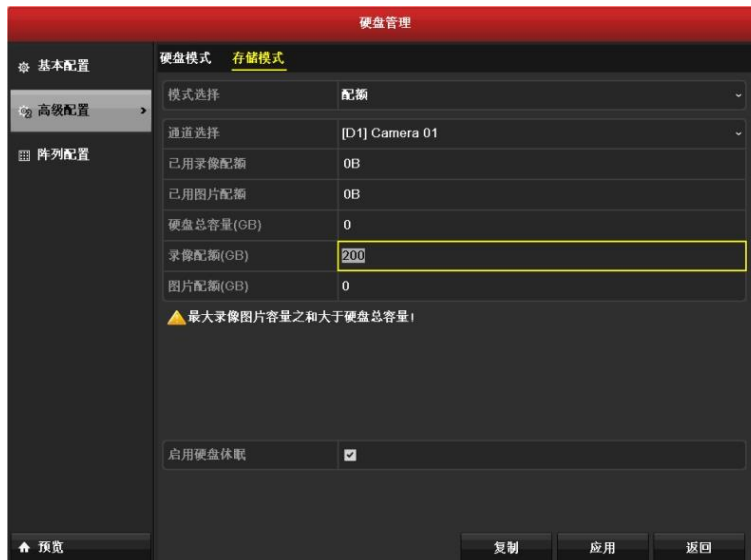 硬盘管理
基本配置
高级配置
阵列配置
硬盘模式 存储模式
模式选择 配额
通道选择 [D1] Camera 01
已用录像配额 0B
已用图片配额 0B
硬盘总容量(GB) 0
录像配额(GB) 200
图片配额(GB) 0
最大录像图片容量之和大于硬盘总容量!
启用硬盘休眠
预览 复制 应用 返回